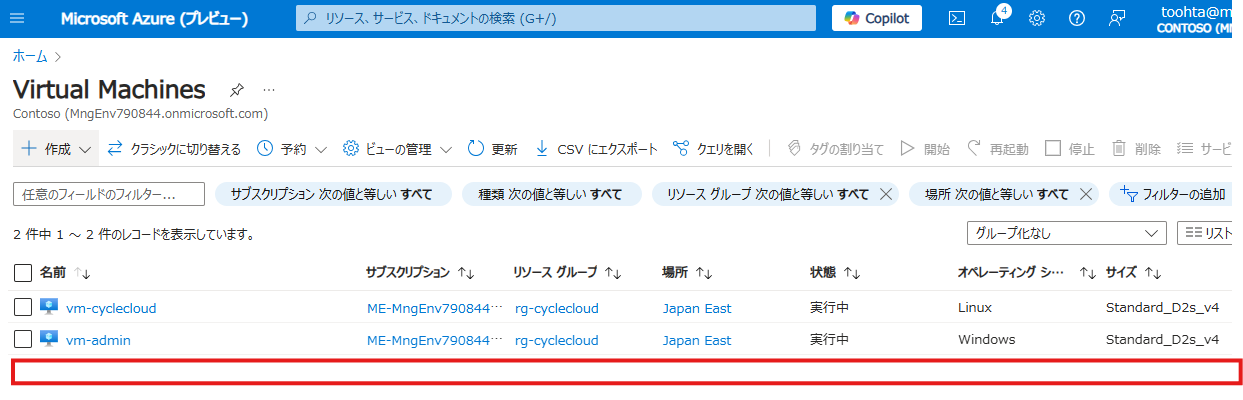 Microsoft Azure (プレビュー)
リソース、サービス、ドキュメントの検索 (G+/)
Copilot
4
toohta@m
CONTOSO (MN
ホーム
Virtual Machines
Contoso (MngEnv790844.onmicrosoft.com)
作成
クラシックに切り替える
予約
ビューの管理
更新
CSV にエクスポート
クエリを開く
タグの割り当て
開始
再起動
停止
削除
サービ
任意のフィールドのフィルター...
サブスクリプション 次の値と等しい すべて
種類 次の値と等しい すべて
リソース グループ 次の値と等しい すべて
場所 次の値と等しい すべて
フィルターの追加
2 件中 1 ～ 2 件のレコードを表示しています。
グループ化なし
リスト
名前 サブスクリプション リソース グループ 場所 状態 オペレーティング シ… サイズ
vm-cyclecloud ME-MngEnv790844… rg-cyclecloud Japan East 実行中 Linux Standard_D2s_v4
vm-admin ME-MngEnv790844… rg-cyclecloud Japan East 実行中 Windows Standard_D2s_v4